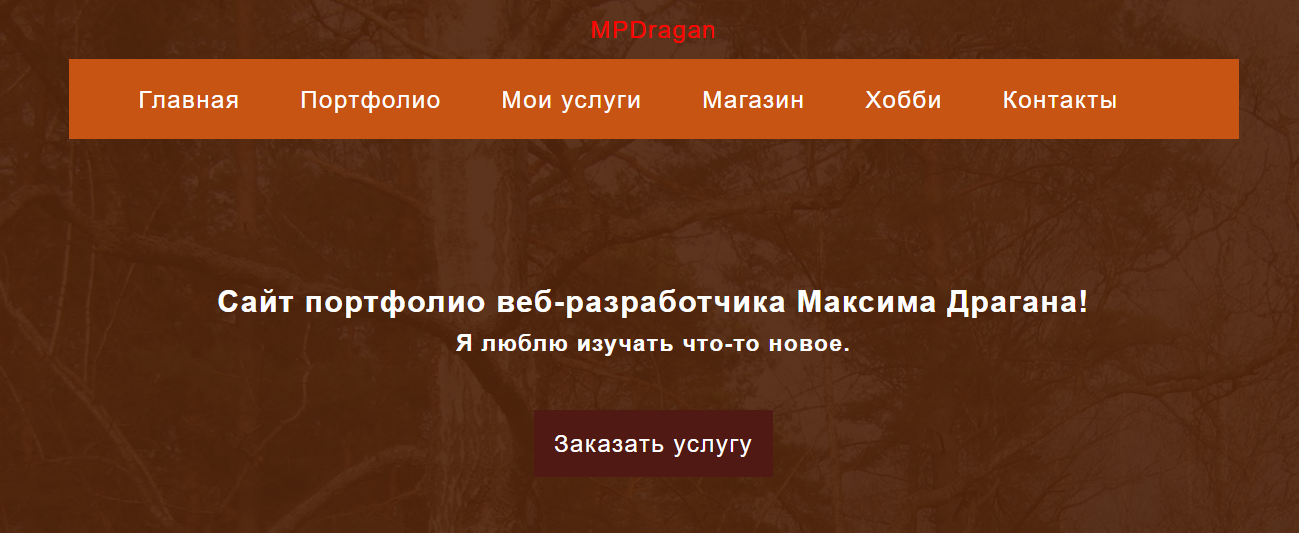 MPDragan
Главная Портфолио Мои услуги Магазин Хобби Контакты
Сайт портфолио веб-разработчика Максима Драгана!
Я люблю изучать что-то новое.
Заказать услугу